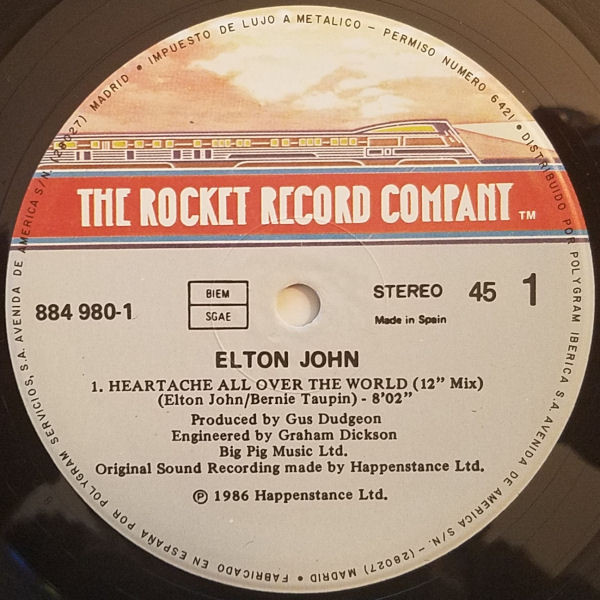 IMPUESTO DE LUJO A METALICO - PERMISO NUMERO 6421 • DISTRIBUIDO POR POLYGRAM IBERICA S.A. AVENIDA DE AMERICA S/N.- (28027) MADRID • FABRICADO EN ESPAÑA POR POLYGRAM SERVICIOS, S.A. AVENIDA DE AMERICA S/N. (28027) MADRID •
THE ROCKET RECORD COMPANY TM
884 980-1
BIEM
SGAE
STEREO 45 1
Made in Spain
ELTON JOHN
1. HEARTACHE ALL OVER THE WORLD (12” Mix)
(Elton John/Bernie Taupin) - 8’02”
Produced by Gus Dudgeon
Engineered by Graham Dickson
Big Pig Music Ltd.
Original Sound Recording made by Happenstance Ltd.
Ⓟ 1986 Happenstance Ltd.